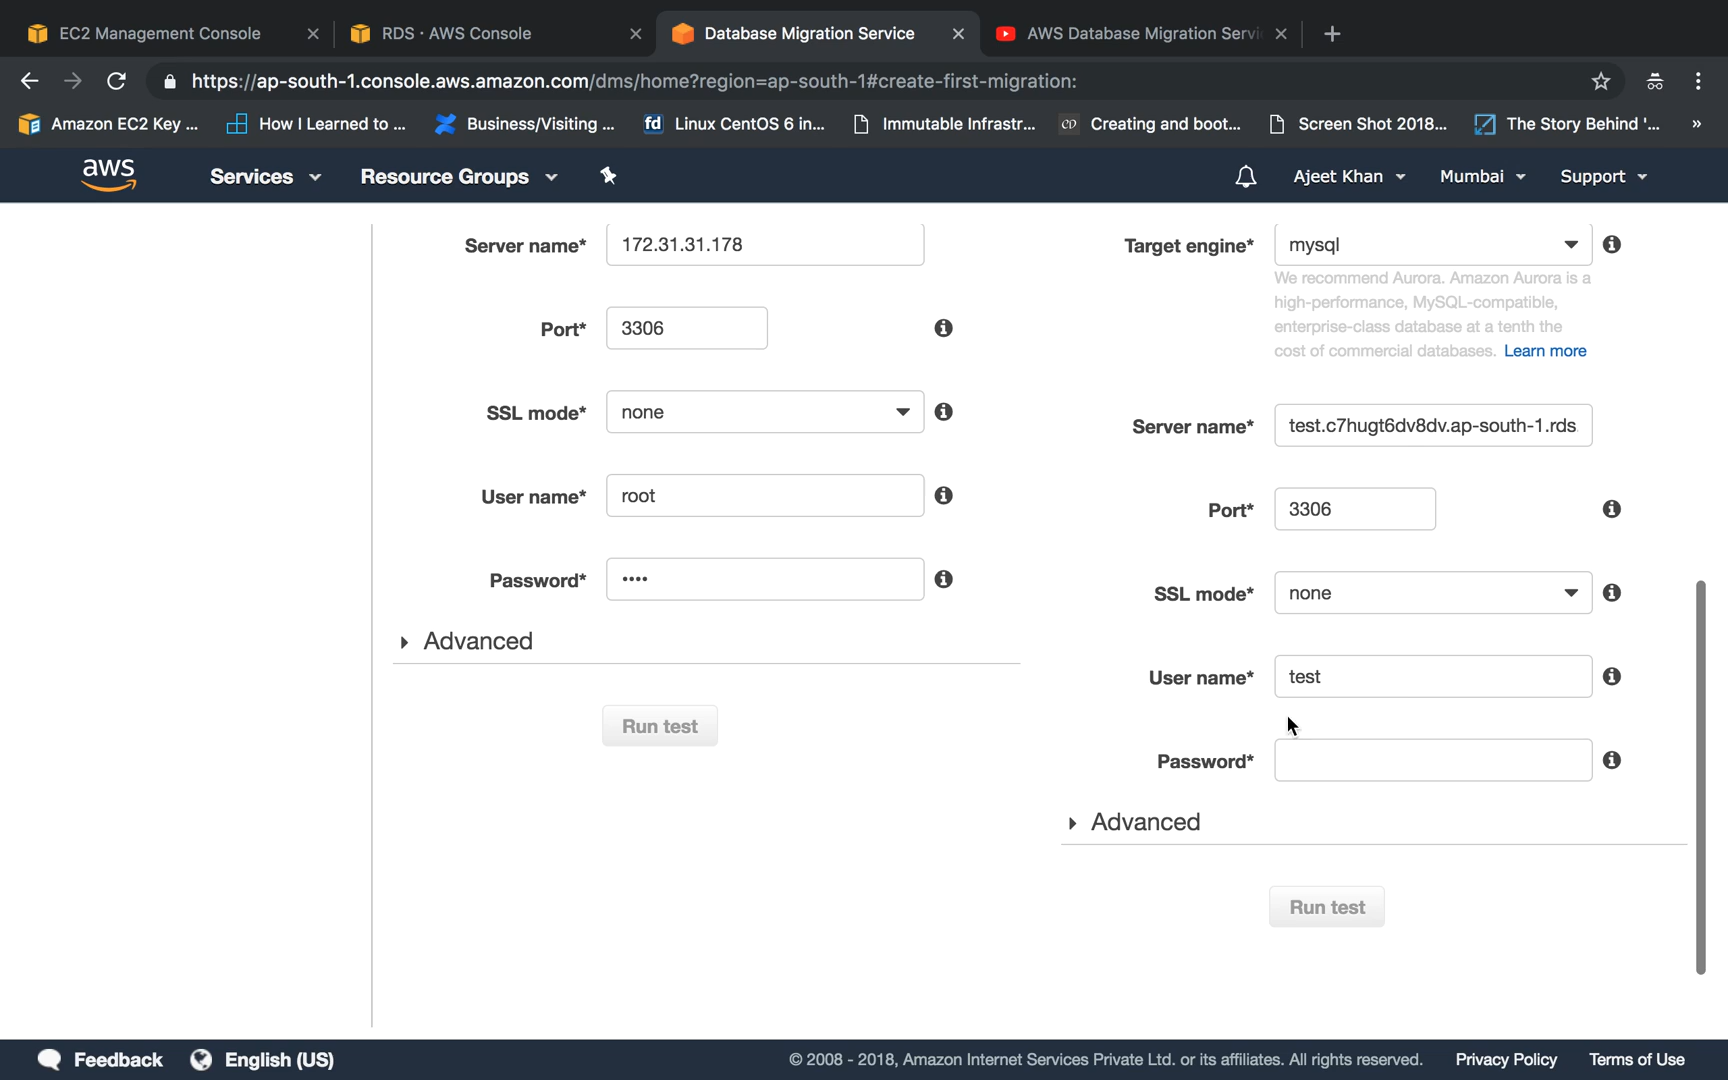 EC2 Management Console
RDS · AWS Console
Database Migration Service
AWS Database Migration Servi
https://ap-south-1.console.aws.amazon.com/dms/home?region=ap-south-1#create-first-migration:
Amazon EC2 Key ...
How I Learned to ...
Business/Visiting ...
fd Linux CentOS 6 in...
Immutable Infrastr...
CD Creating and boot...
Screen Shot 2018...
The Story Behind '...
»
aws Services Resource Groups Ajeet Khan Mumbai Support
Server name* 172.31.31.178
Port* 3306
SSL mode* none
User name* root
Password* ••••
Advanced
Run test
Target engine* mysql
We recommend Aurora. Amazon Aurora is a
high-performance, MySQL-compatible,
enterprise-class database at a tenth the
cost of commercial databases. Learn more
Server name* test.c7hugt6dv8dv.ap-south-1.rds
Port* 3306
SSL mode* none
User name* test
Password*
Advanced
Run test
Feedback English (US) © 2008 - 2018, Amazon Internet Services Private Ltd. or its affiliates. All rights reserved. Privacy Policy Terms of Use